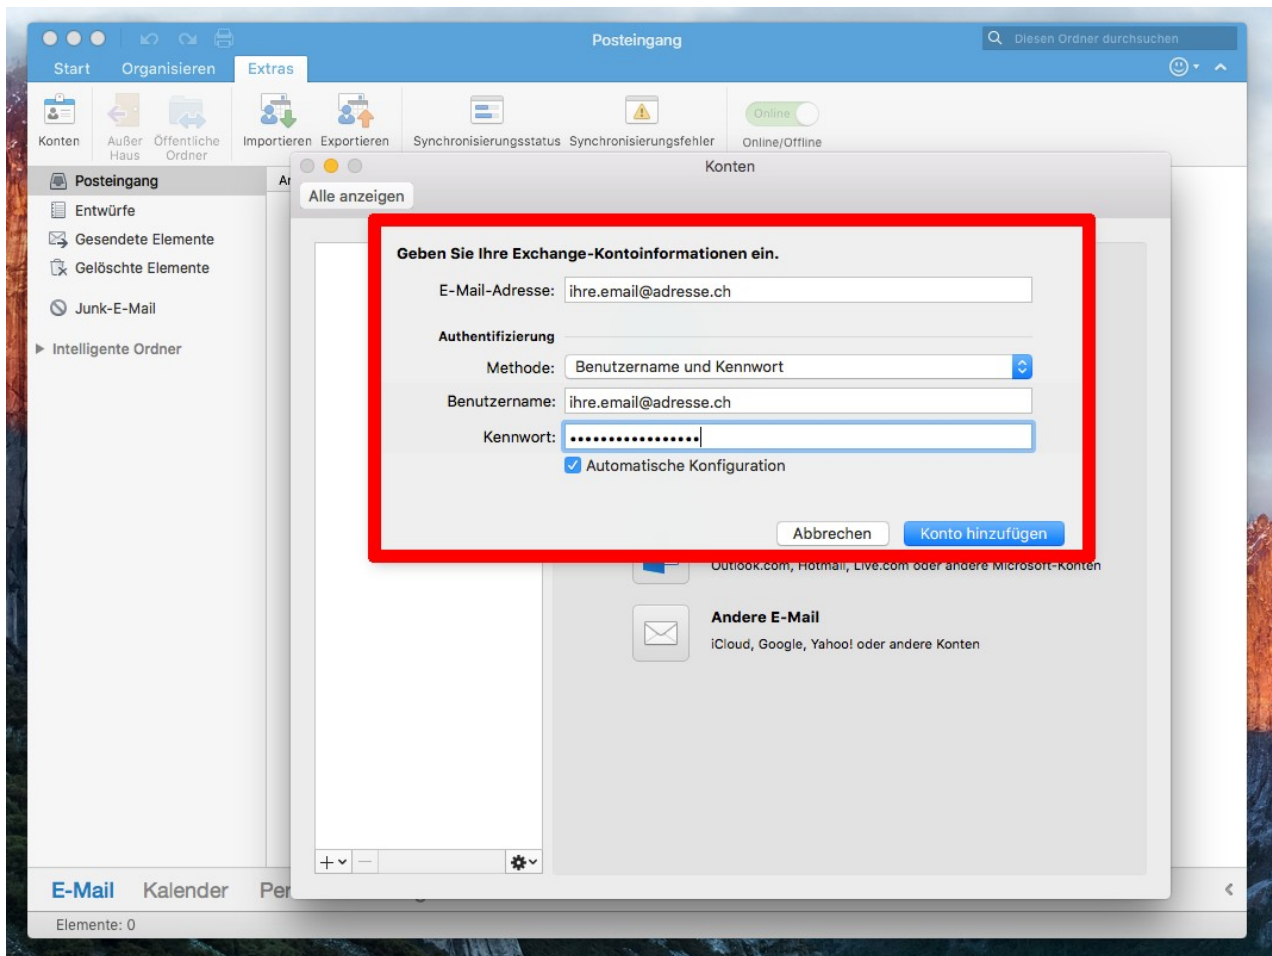 Posteingang
Diesen Ordner durchsuchen
Start Organisieren Extras
Konten
Außer Haus
Öffentliche Ordner
Importieren
Exportieren
Synchronisierungsstatus
Synchronisierungsfehler
Online
Online/Offline
Posteingang
Entwürfe
Gesendete Elemente
Gelöschte Elemente
Junk-E-Mail
Intelligente Ordner
Konten
Alle anzeigen
Geben Sie Ihre Exchange-Kontoinformationen ein.
E-Mail-Adresse: ihre.email@adresse.ch
Authentifizierung
Methode: Benutzername und Kennwort
Benutzername: ihre.email@adresse.ch
Kennwort: •••••••••••••••••
Automatische Konfiguration
Abbrechen Konto hinzufügen
Outlook.com, Hotmail, Live.com oder andere Microsoft-Konten
Andere E-Mail
iCloud, Google, Yahoo! oder andere Konten
E-Mail Kalender
Elemente: 0